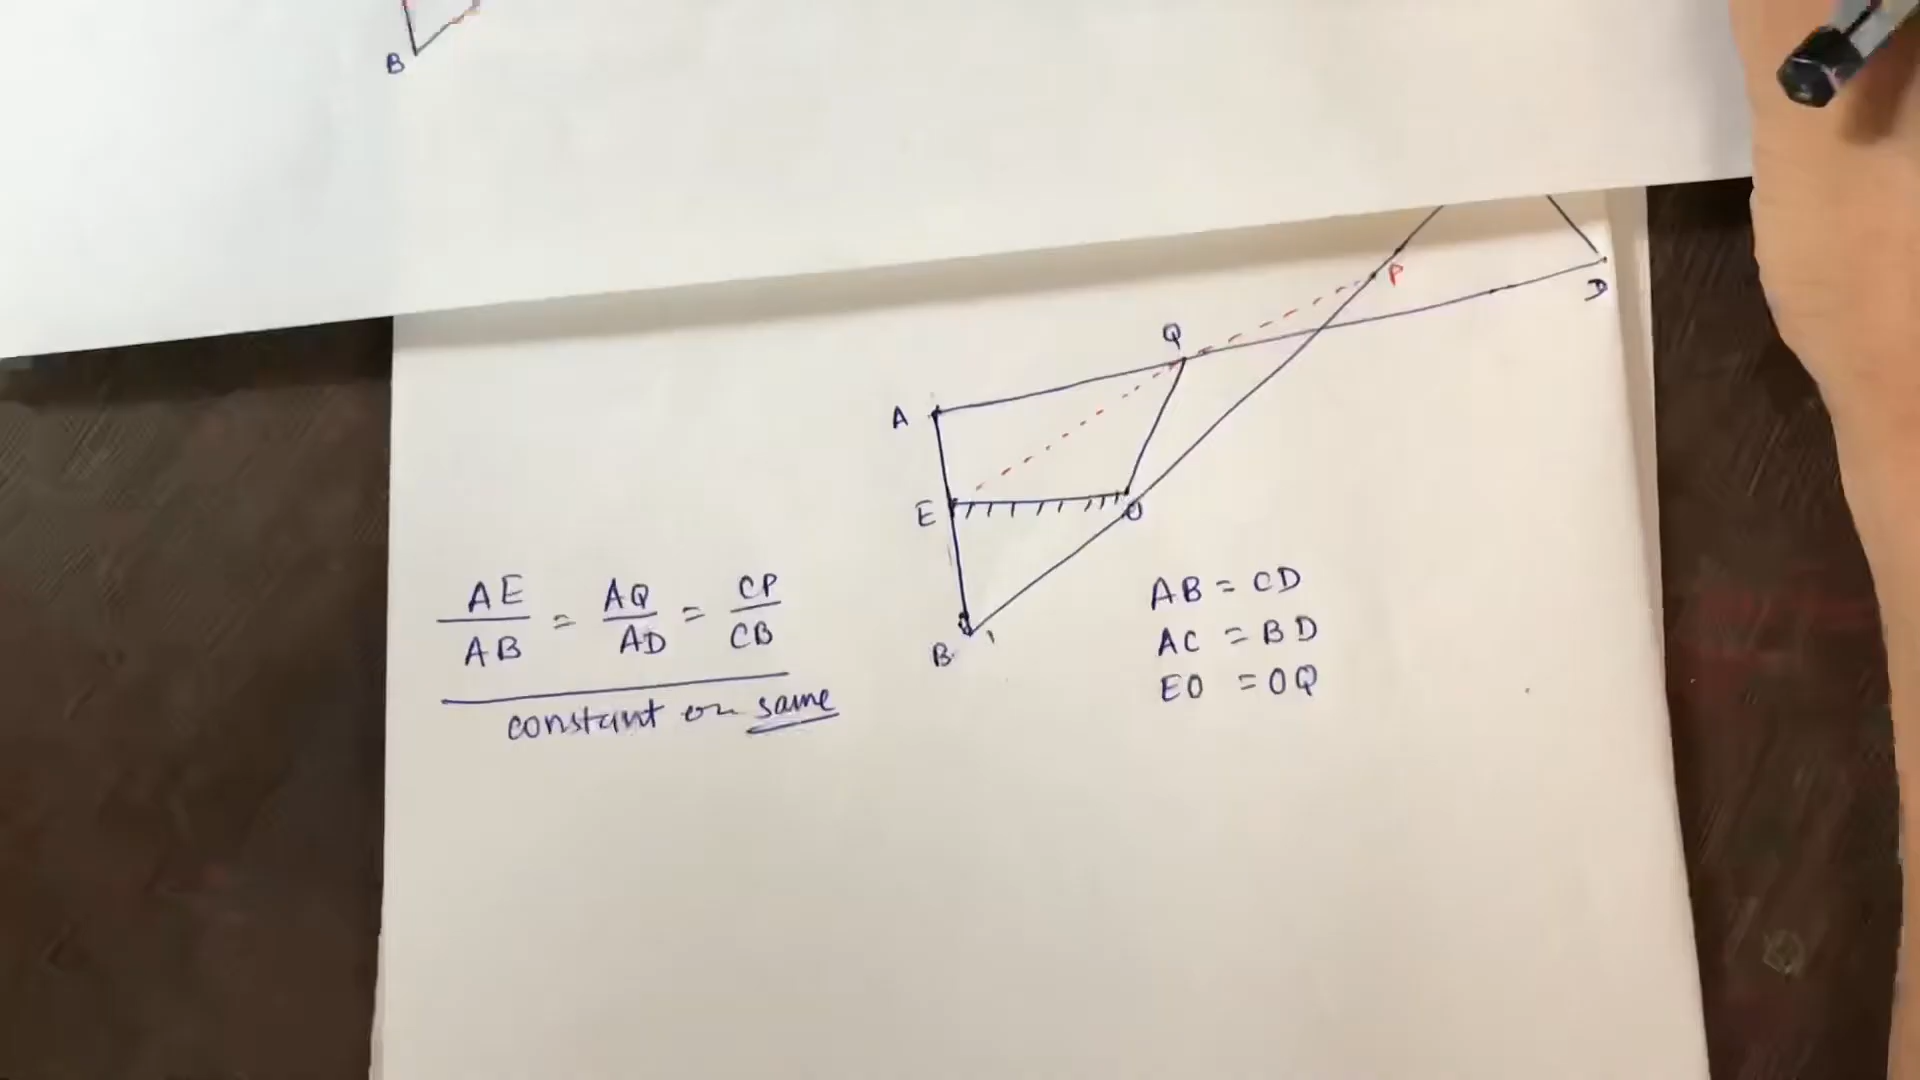 B
P
D
Q
A
E
O
B
AE/AB = AQ/AD = CP/CB
constant or same
AB = CD
AC = BD
EO = OQ